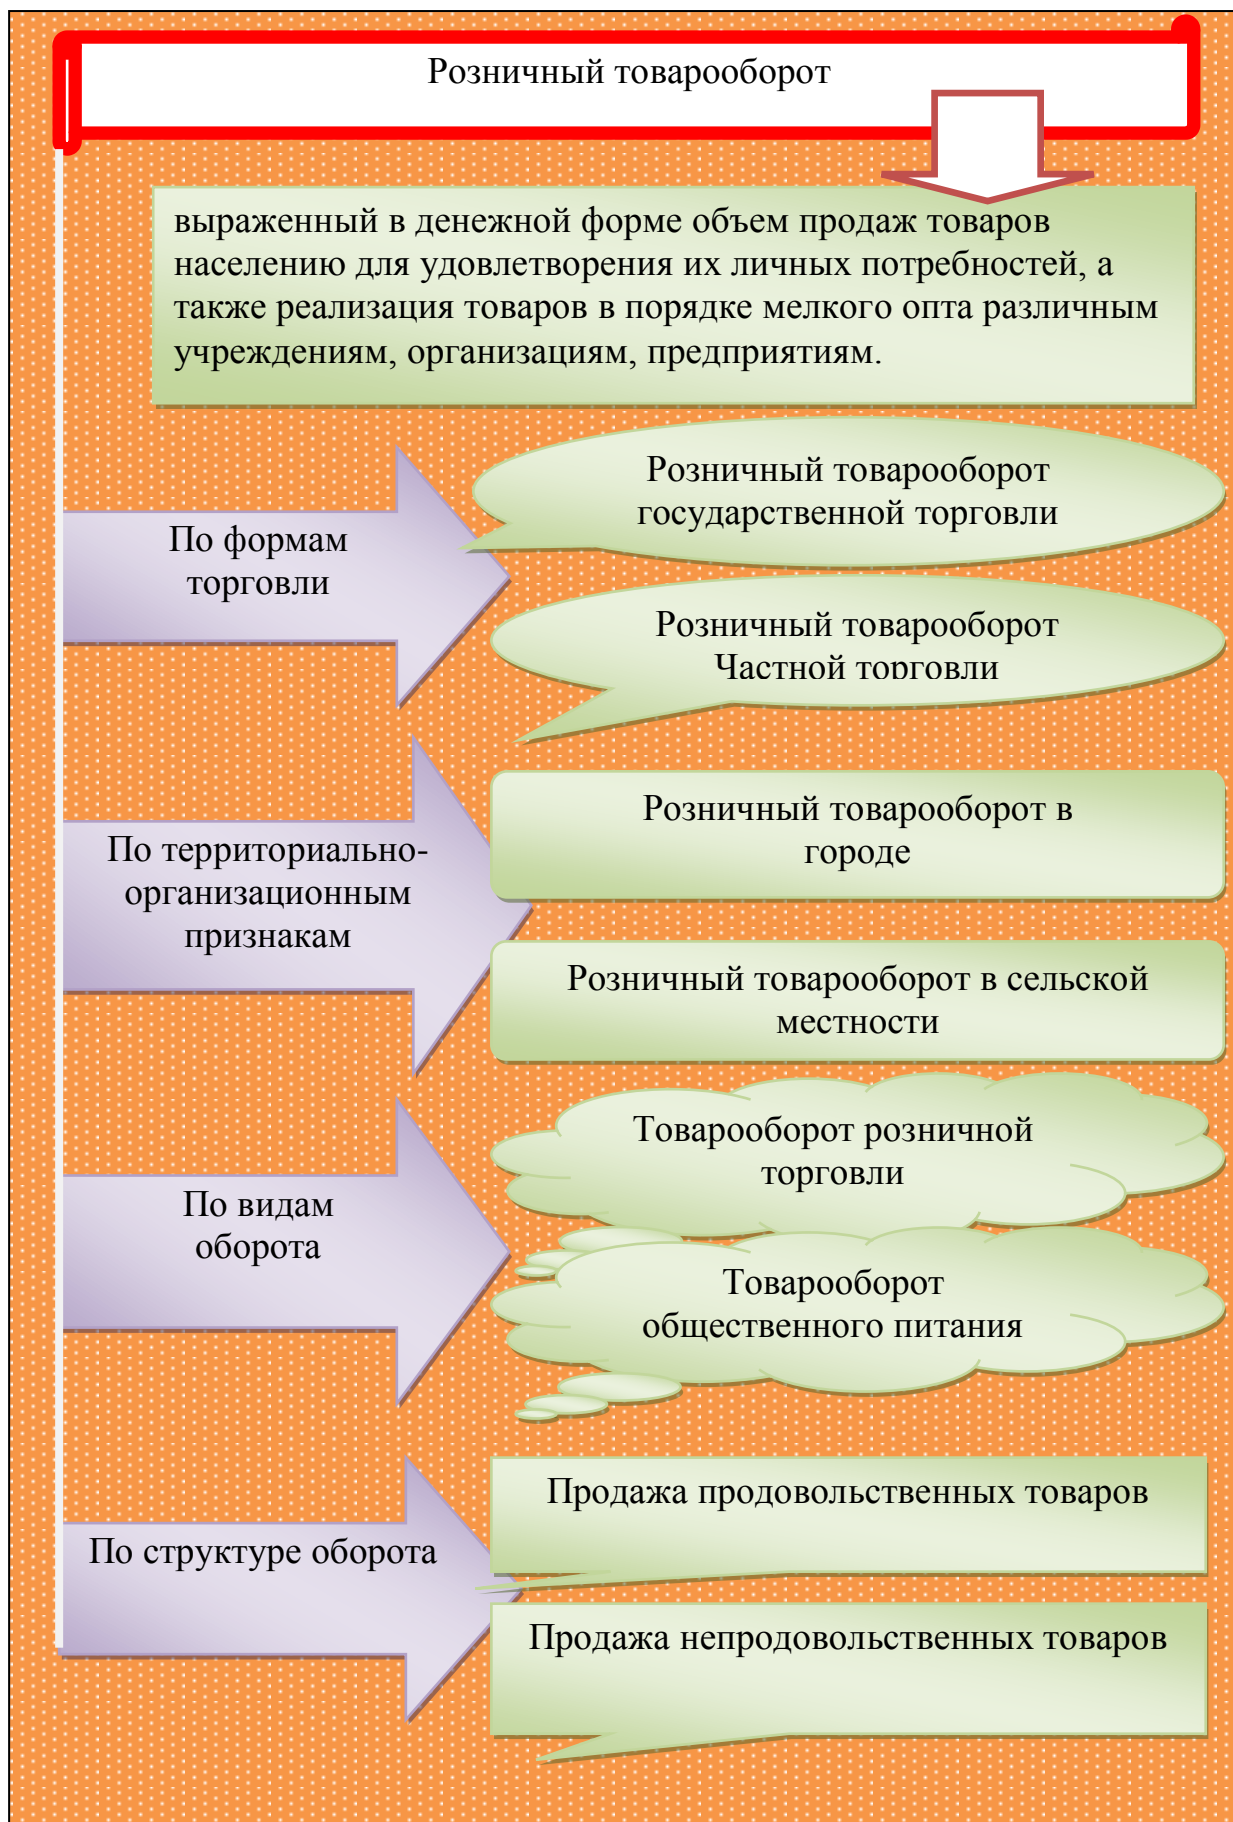 Розничный товарооборот
выраженный в денежной форме объем продаж товаров
населению для удовлетворения их личных потребностей, а
также реализация товаров в порядке мелкого опта различным
учреждениям, организациям, предприятиям.
По формам
торговли
Розничный товарооборот
государственной торговли
Розничный товарооборот
Частной торговли
По территориально-
организационным
признакам
Розничный товарооборот в
городе
Розничный товарооборот в сельской
местности
По видам
оборота
Товарооборот розничной
торговли
Товарооборот
общественного питания
По структуре оборота
Продажа продовольственных товаров
Продажа непродовольственных товаров